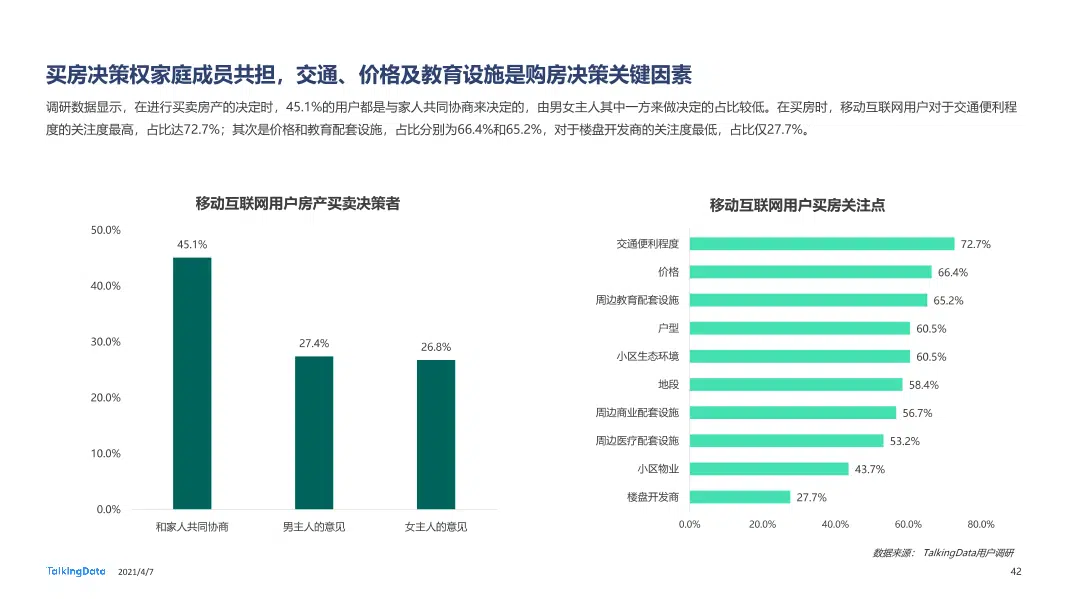 买房决策权家庭成员共担，交通、价格及教育设施是购房决策关键因素
调研数据显示，在进行买卖房产的决定时，45.1%的用户都是与家人共同协商来决定的，由男女主人其中一方来做决定的占比较低。在买房时，移动互联网用户对于交通便利程
度的关注度最高，占比达72.7%；其次是价格和教育配套设施，占比分别为66.4%和65.2%，对于楼盘开发商的关注度最低，占比仅27.7%。
移动互联网用户房产买卖决策者
50.0%
40.0%
30.0%
20.0%
10.0%
0.0%
45.1%
27.4%
26.8%
和家人共同协商
男主人的意见
女主人的意见
移动互联网用户买房关注点
交通便利程度 72.7%
价格 66.4%
周边教育配套设施 65.2%
户型 60.5%
小区生态环境 60.5%
地段 58.4%
周边商业配套设施 56.7%
周边医疗配套设施 53.2%
小区物业 43.7%
楼盘开发商 27.7%
0.0% 20.0% 40.0% 60.0% 80.0%
数据来源： TalkingData用户调研
TalkingData 2021/4/7
42